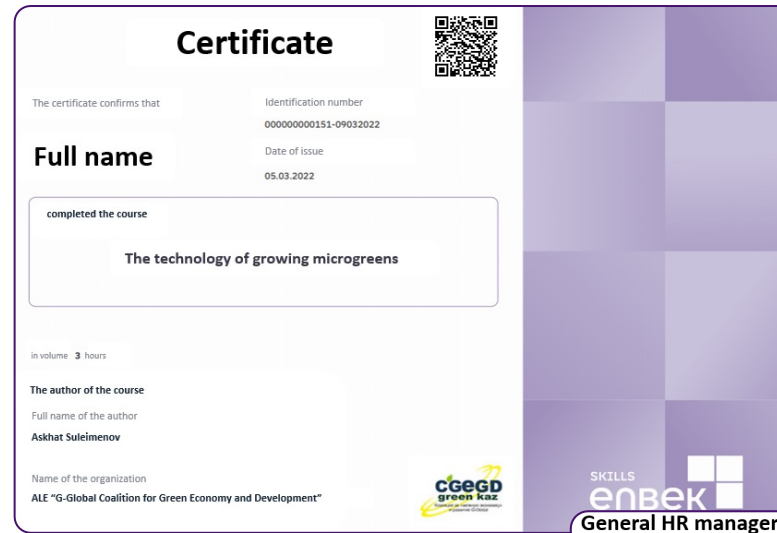 Certificate
The certificate confirms that
Identification number
000000000151-09032022
Full name
Date of issue
05.03.2022
completed the course
The technology of growing microgreens
in volume 3 hours
The author of the course
Full name of the author
Askhat Suleimenov
Name of the organization
ALE “G-Global Coalition for Green Economy and Development”
CGEGD
green kaz
SKILLS
enbek
General HR manager